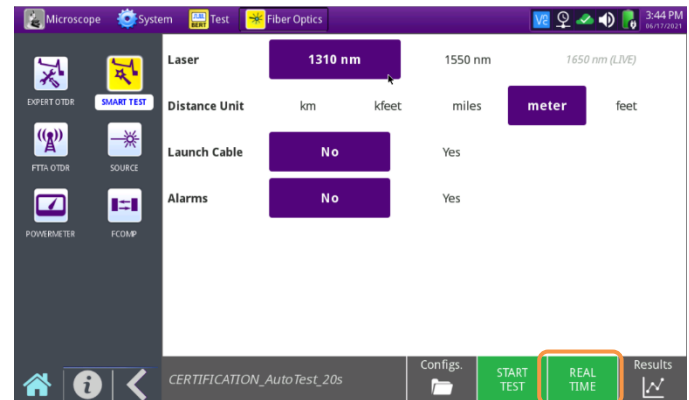 Microscope System Test Fiber Optics 3:44 PM
06/17/2021
EXPERT OTDR SMART TEST
FTTA OTDR SOURCE
POWERMETER FCOMP
Laser 1310 nm 1550 nm 1650 nm (LIVE)
Distance Unit km kfeet miles meter feet
Launch Cable No Yes
Alarms No Yes
CERTIFICATION_AutoTest_20s
Configs.
START
TEST
REAL
TIME
Results